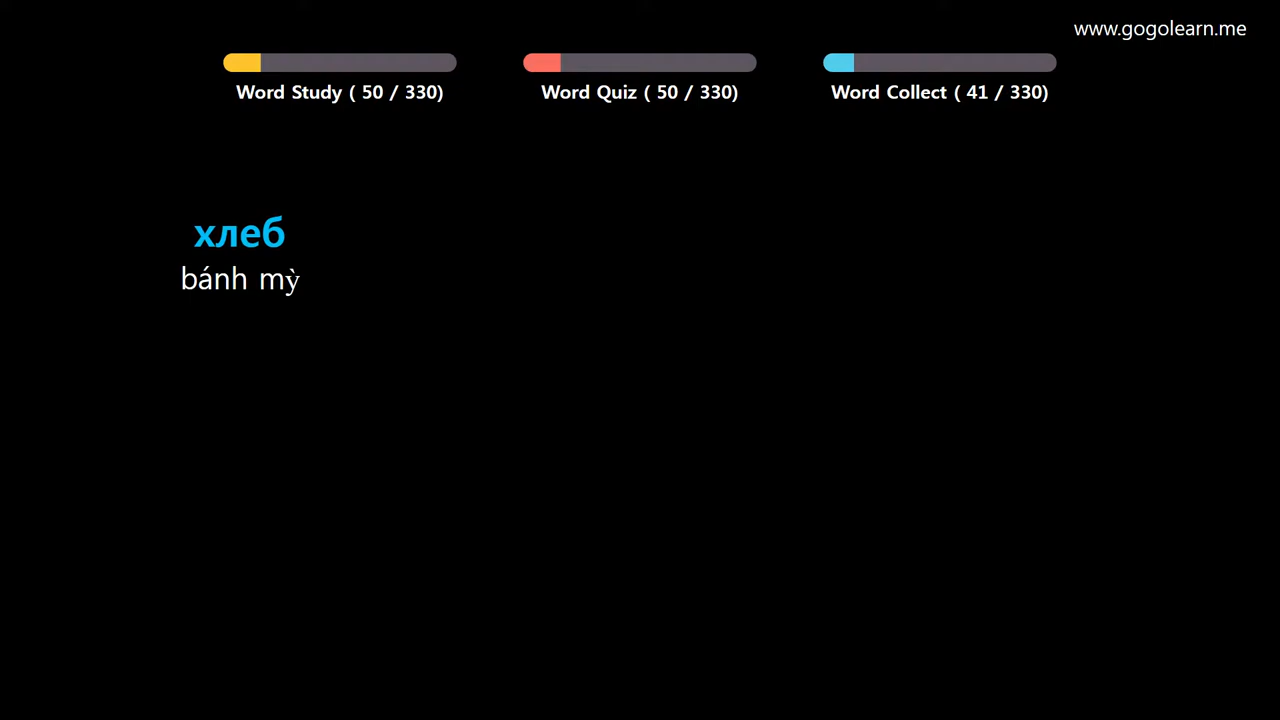 www.gogolearn.me
Word Study ( 50 / 330)
Word Quiz ( 50 / 330)
Word Collect ( 41 / 330)
хлеб
bánh mỳ